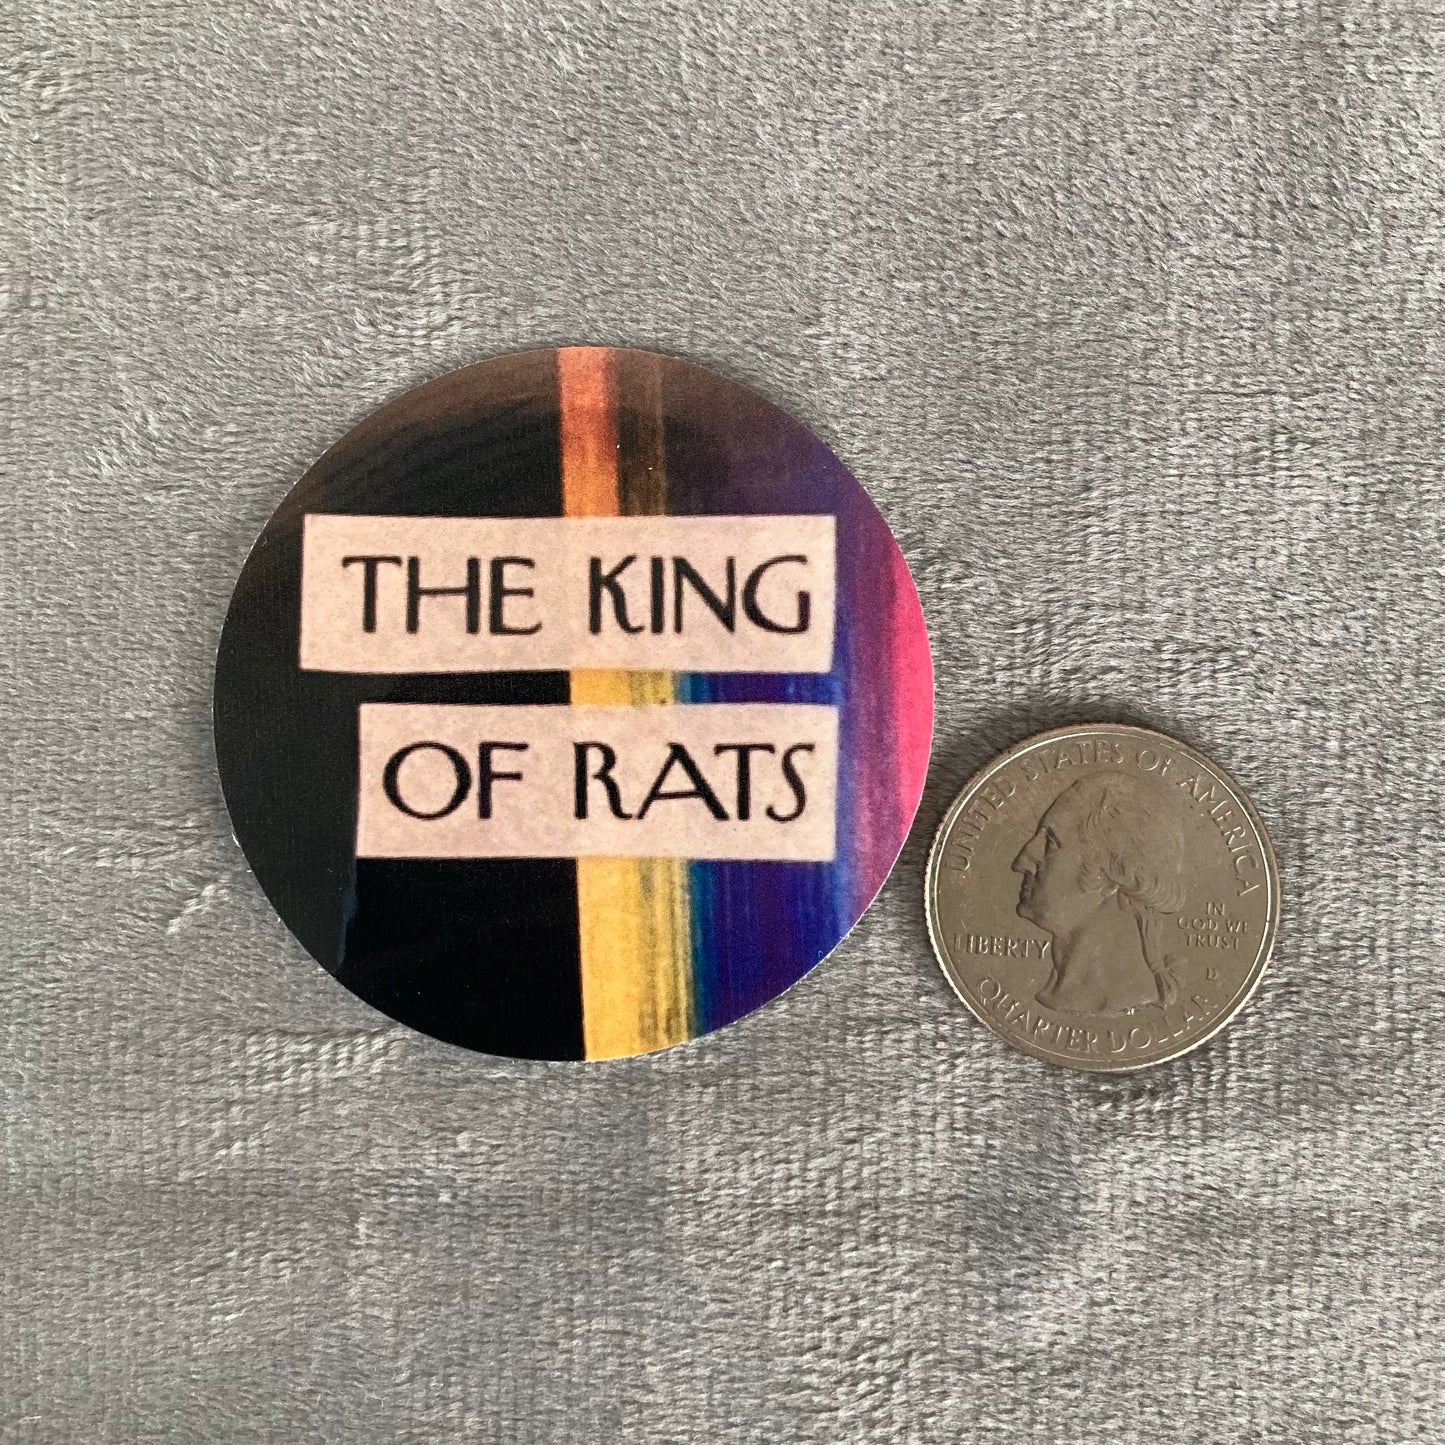 THE KING
OF RATS
UNITED STATES OF AMERICA
LIBERTY
IN
GOD WE
TRUST
D
QUARTER DOLLAR